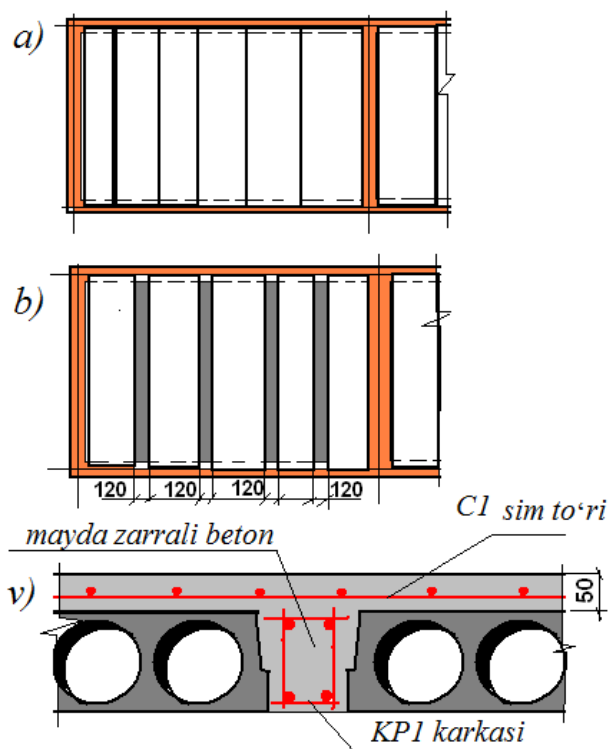 a)
b)
120 120 120 120
C1 sim to‘ri
mayda zarrali beton
v)
50
KP1 karkasi